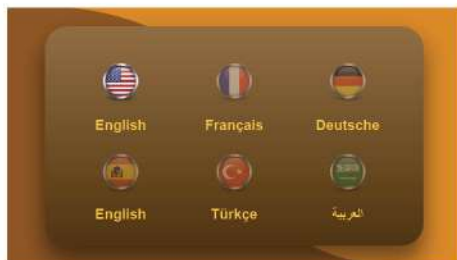 English Français Deutsche
English Türkçe العربية